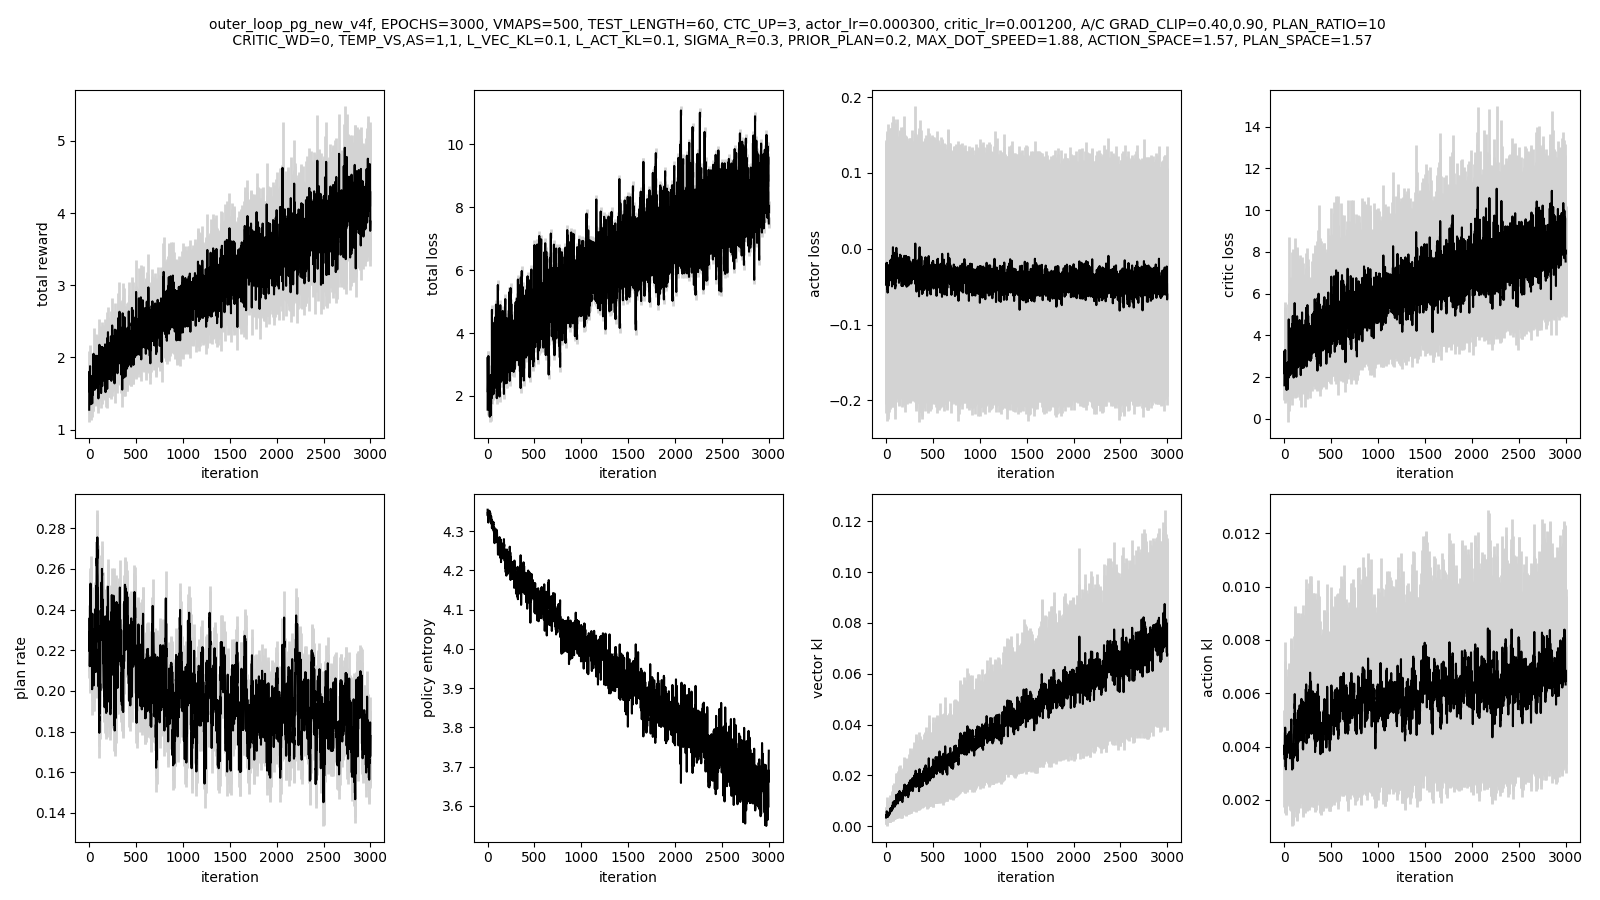 outer_loop_pg_new_v4f, EPOCHS=3000, VMAPS=500, TEST_LENGTH=60, CTC_UP=3, actor_lr=0.000300, critic_lr=0.001200, A/C GRAD_CLIP=0.40,0.90, PLAN_RATIO=10
CRITIC_WD=0, TEMP_VS,AS=1,1, L_VEC_KL=0.1, L_ACT_KL=0.1, SIGMA_R=0.3, PRIOR_PLAN=0.2, MAX_DOT_SPEED=1.88, ACTION_SPACE=1.57, PLAN_SPACE=1.57
total reward
5
4
3
2
1
0 500 1000 1500 2000 2500 3000
iteration
total loss
10
8
6
4
2
0 500 1000 1500 2000 2500 3000
iteration
actor loss
0.2
0.1
0.0
−0.1
−0.2
0 500 1000 1500 2000 2500 3000
iteration
critic loss
14
12
10
8
6
4
2
0
0 500 1000 1500 2000 2500 3000
iteration
plan rate
0.28
0.26
0.24
0.22
0.20
0.18
0.16
0.14
0 500 1000 1500 2000 2500 3000
iteration
policy entropy
4.3
4.2
4.1
4.0
3.9
3.8
3.7
3.6
0 500 1000 1500 2000 2500 3000
iteration
vector kl
0.12
0.10
0.08
0.06
0.04
0.02
0.00
0 500 1000 1500 2000 2500 3000
iteration
action kl
0.012
0.010
0.008
0.006
0.004
0.002
0 500 1000 1500 2000 2500 3000
iteration